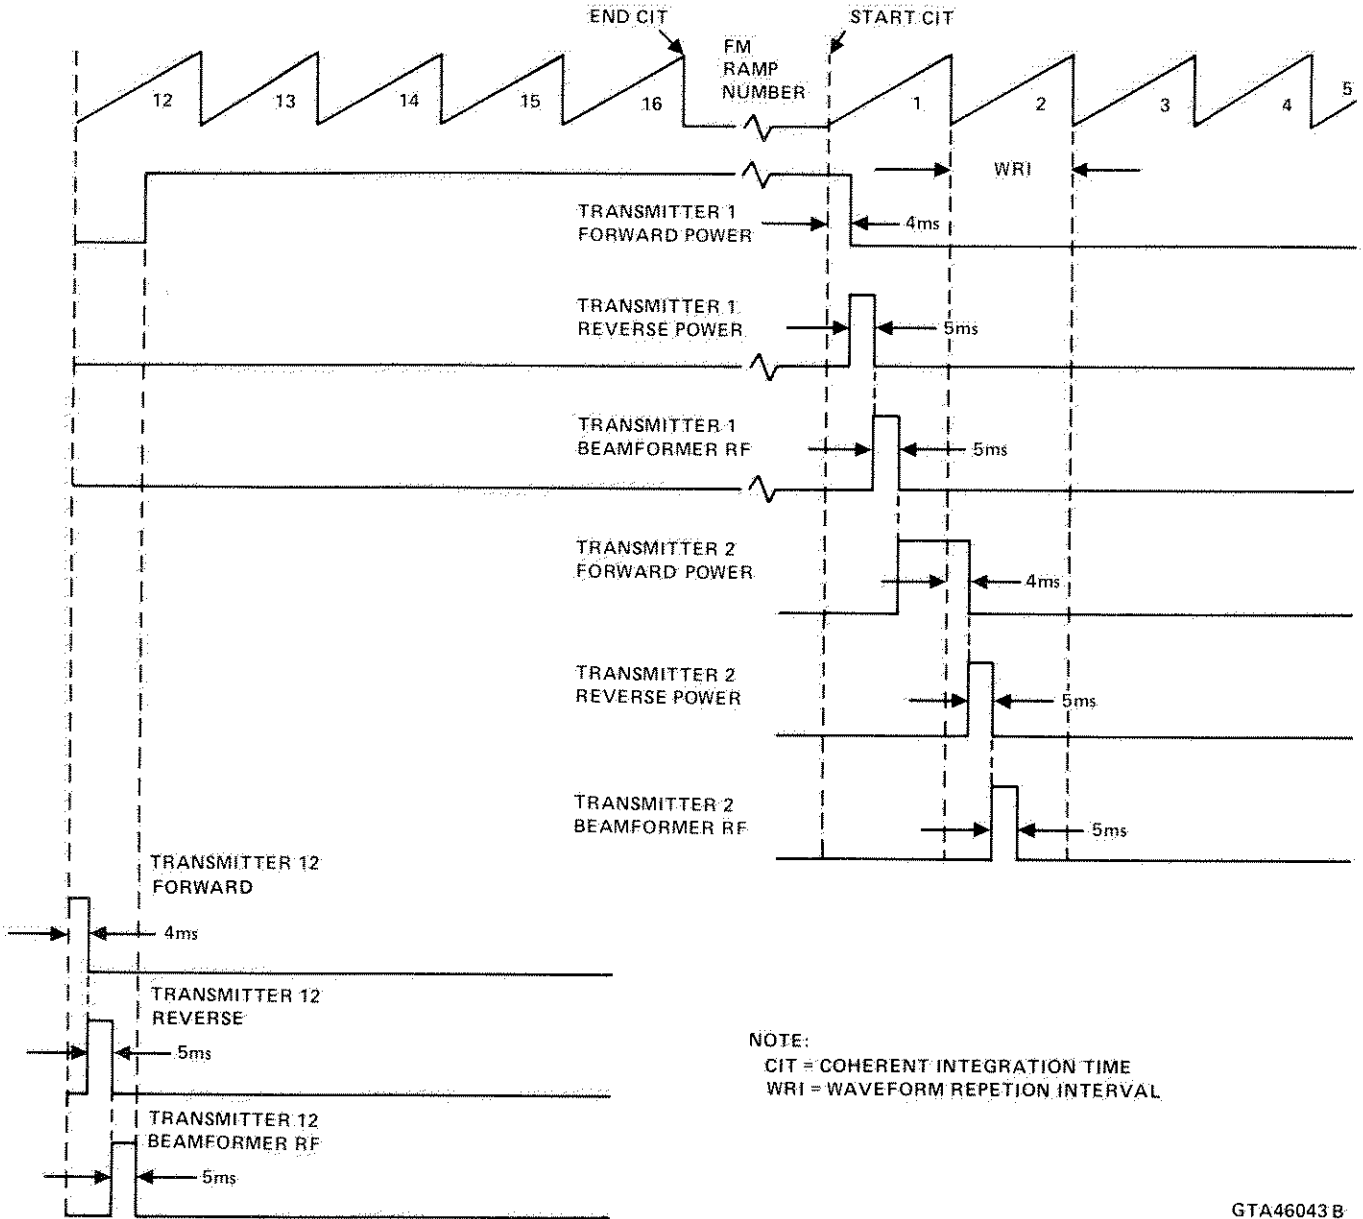 END CIT
START CIT
FM
RAMP
NUMBER
12
13
14
15
16
1
2
3
4
5
WRI
TRANSMITTER 1
FORWARD POWER
4ms
TRANSMITTER 1
REVERSE POWER
5ms
TRANSMITTER 1
BEAMFORMER RF
5ms
TRANSMITTER 2
FORWARD POWER
4ms
TRANSMITTER 2
REVERSE POWER
5ms
TRANSMITTER 2
BEAMFORMER RF
5ms
TRANSMITTER 12
FORWARD
4ms
TRANSMITTER 12
REVERSE
5ms
TRANSMITTER 12
BEAMFORMER RF
5ms
NOTE:
CIT = COHERENT INTEGRATION TIME
WRI = WAVEFORM REPETION INTERVAL
GTA46043 B